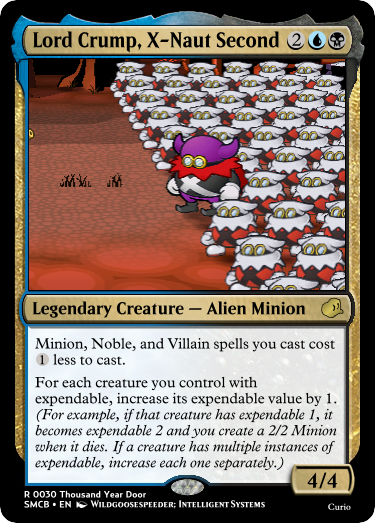 Lord Crump, X-Naut Second 2
Legendary Creature — Alien Minion
Minion, Noble, and Villain spells you cast cost
1 less to cast.
For each creature you control with
expendable, increase its expendable value by 1.
(For example, if that creature has expendable 1, it
becomes expendable 2 and you create a 2/2 Minion
when it dies. If a creature has multiple instances of
expendable, increase each one separately.)
4/4
R 0030 Thousand Year Door
SMCB • EN Wildgoosespeeder; Intelligent Systems
Curio